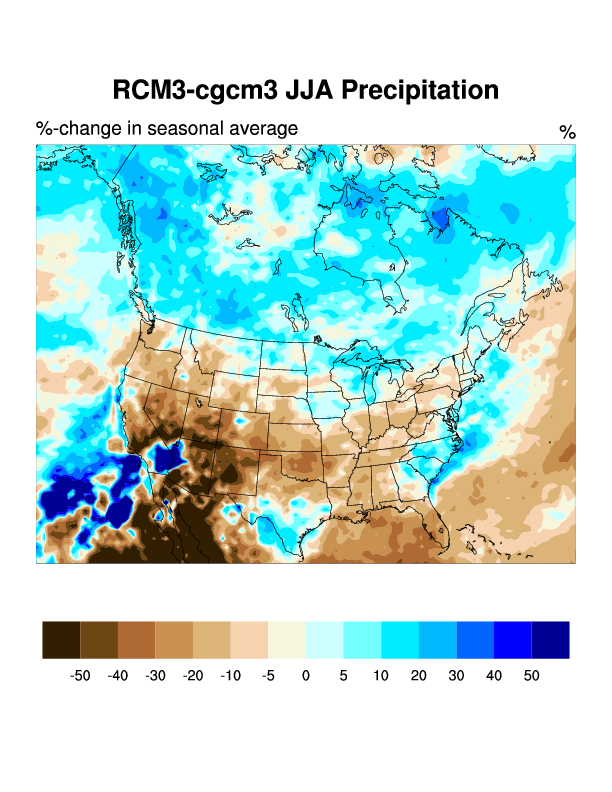 RCM3-cgcm3 JJA Precipitation
%-change in seasonal average %
-50 -40 -30 -20 -10 -5 0 5 10 20 30 40 50